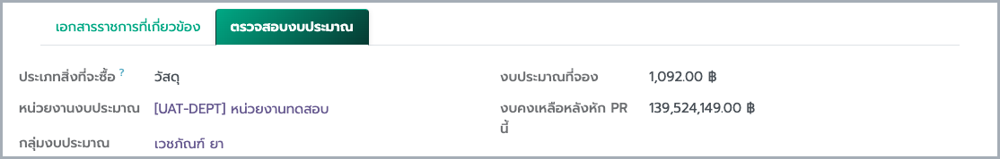 เอกสารราชการที่เกี่ยวข้อง ตรวจสอบงบประมาณ
ประเภทสิ่งที่จะซื้อ ? วัสดุ
งบประมาณที่จอง 1,092.00 ฿
หน่วยงานงบประมาณ [UAT-DEPT] หน่วยงานทดสอบ
งบคงเหลือหลังหัก PR 139,524,149.00 ฿
นี้
กลุ่มงบประมาณ เวชภัณฑ์ ยา